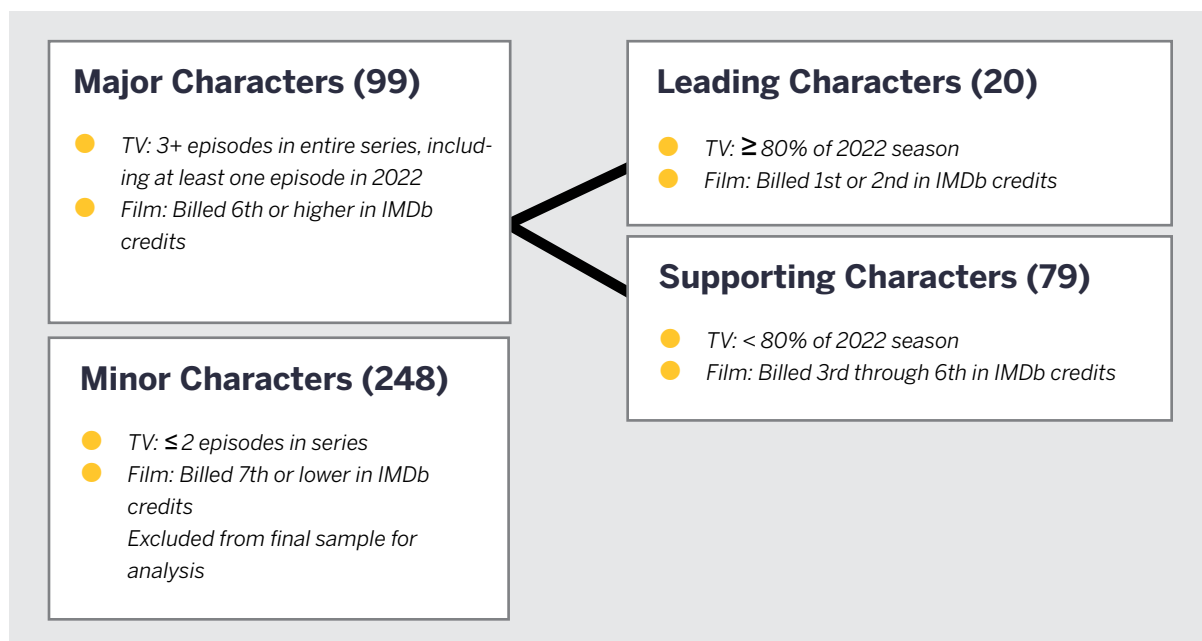 Major Characters (99)
TV: 3+ episodes in entire series, includ-
ing at least one episode in 2022
Film: Billed 6th or higher in IMDb
credits
Minor Characters (248)
TV: ≤ 2 episodes in series
Film: Billed 7th or lower in IMDb
credits
Excluded from final sample for
analysis
Leading Characters (20)
TV: ≥ 80% of 2022 season
Film: Billed 1st or 2nd in IMDb credits
Supporting Characters (79)
TV: < 80% of 2022 season
Film: Billed 3rd through 6th in IMDb credits